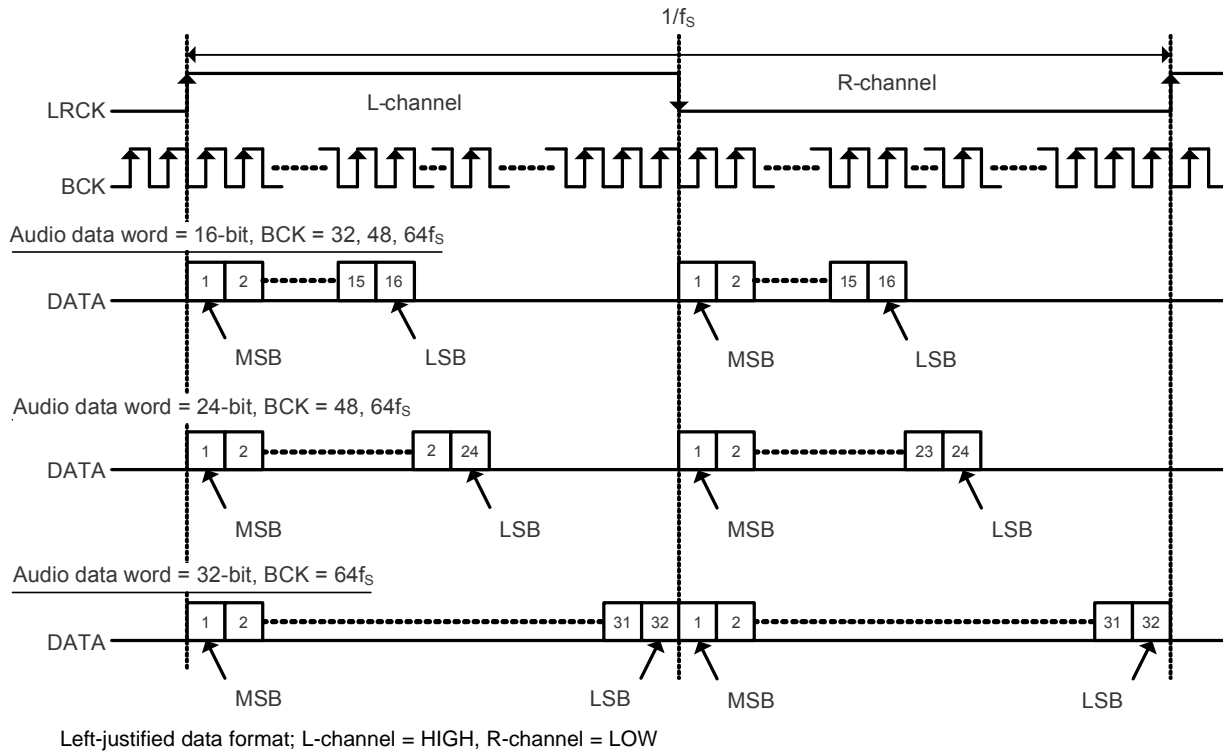 1/fS
L-channel
R-channel
LRCK
BCK
Audio data word = 16-bit, BCK = 32, 48, 64fS
DATA 1 2 15 16 1 2 15 16
MSB LSB MSB LSB
Audio data word = 24-bit, BCK = 48, 64fS
DATA 1 2 2 24 1 2 23 24
MSB LSB MSB LSB
Audio data word = 32-bit, BCK = 64fS
DATA 1 2 31 32 1 2 31 32
MSB LSB MSB LSB
Left-justified data format; L-channel = HIGH, R-channel = LOW